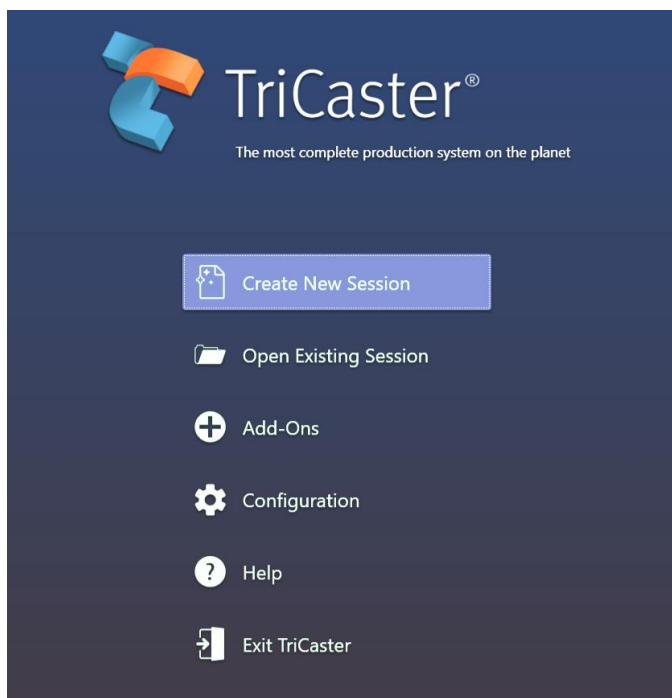 TriCaster®
The most complete production system on the planet
Create New Session
Open Existing Session
Add-Ons
Configuration
Help
Exit TriCaster